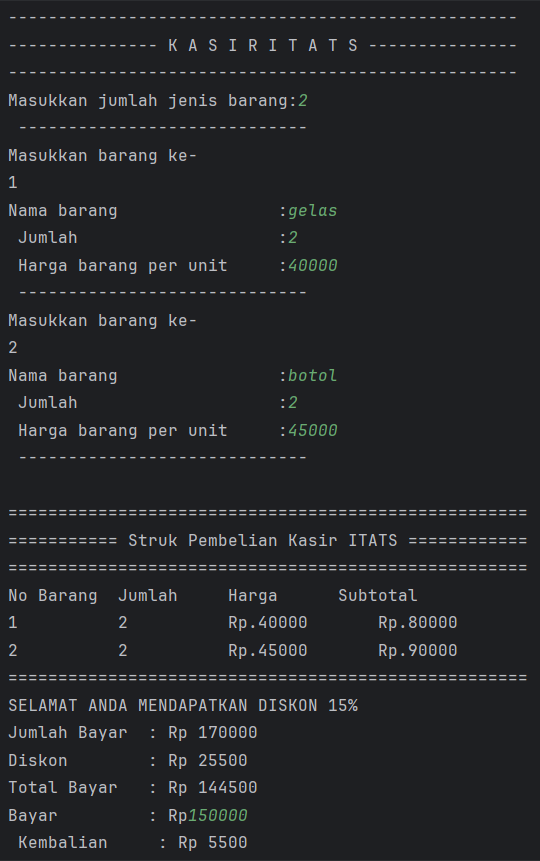 ---------------------------------------------------
--------------- K A S I R I T A T S ---------------
---------------------------------------------------
Masukkan jumlah jenis barang:2
 -----------------------------
Masukkan barang ke-
1
Nama barang                :gelas
 Jumlah                    :2
 Harga barang per unit     :40000
 -----------------------------
Masukkan barang ke-
2
Nama barang                :botol
 Jumlah                    :2
 Harga barang per unit     :45000
 -----------------------------
====================================================
=========== Struk Pembelian Kasir ITATS ============
====================================================
No Barang  Jumlah     Harga      Subtotal
1          2          Rp.40000       Rp.80000
2          2          Rp.45000       Rp.90000
====================================================
SELAMAT ANDA MENDAPATKAN DISKON 15%
Jumlah Bayar  : Rp 170000
Diskon        : Rp 25500
Total Bayar   : Rp 144500
Bayar         : Rp150000
 Kembalian     : Rp 5500